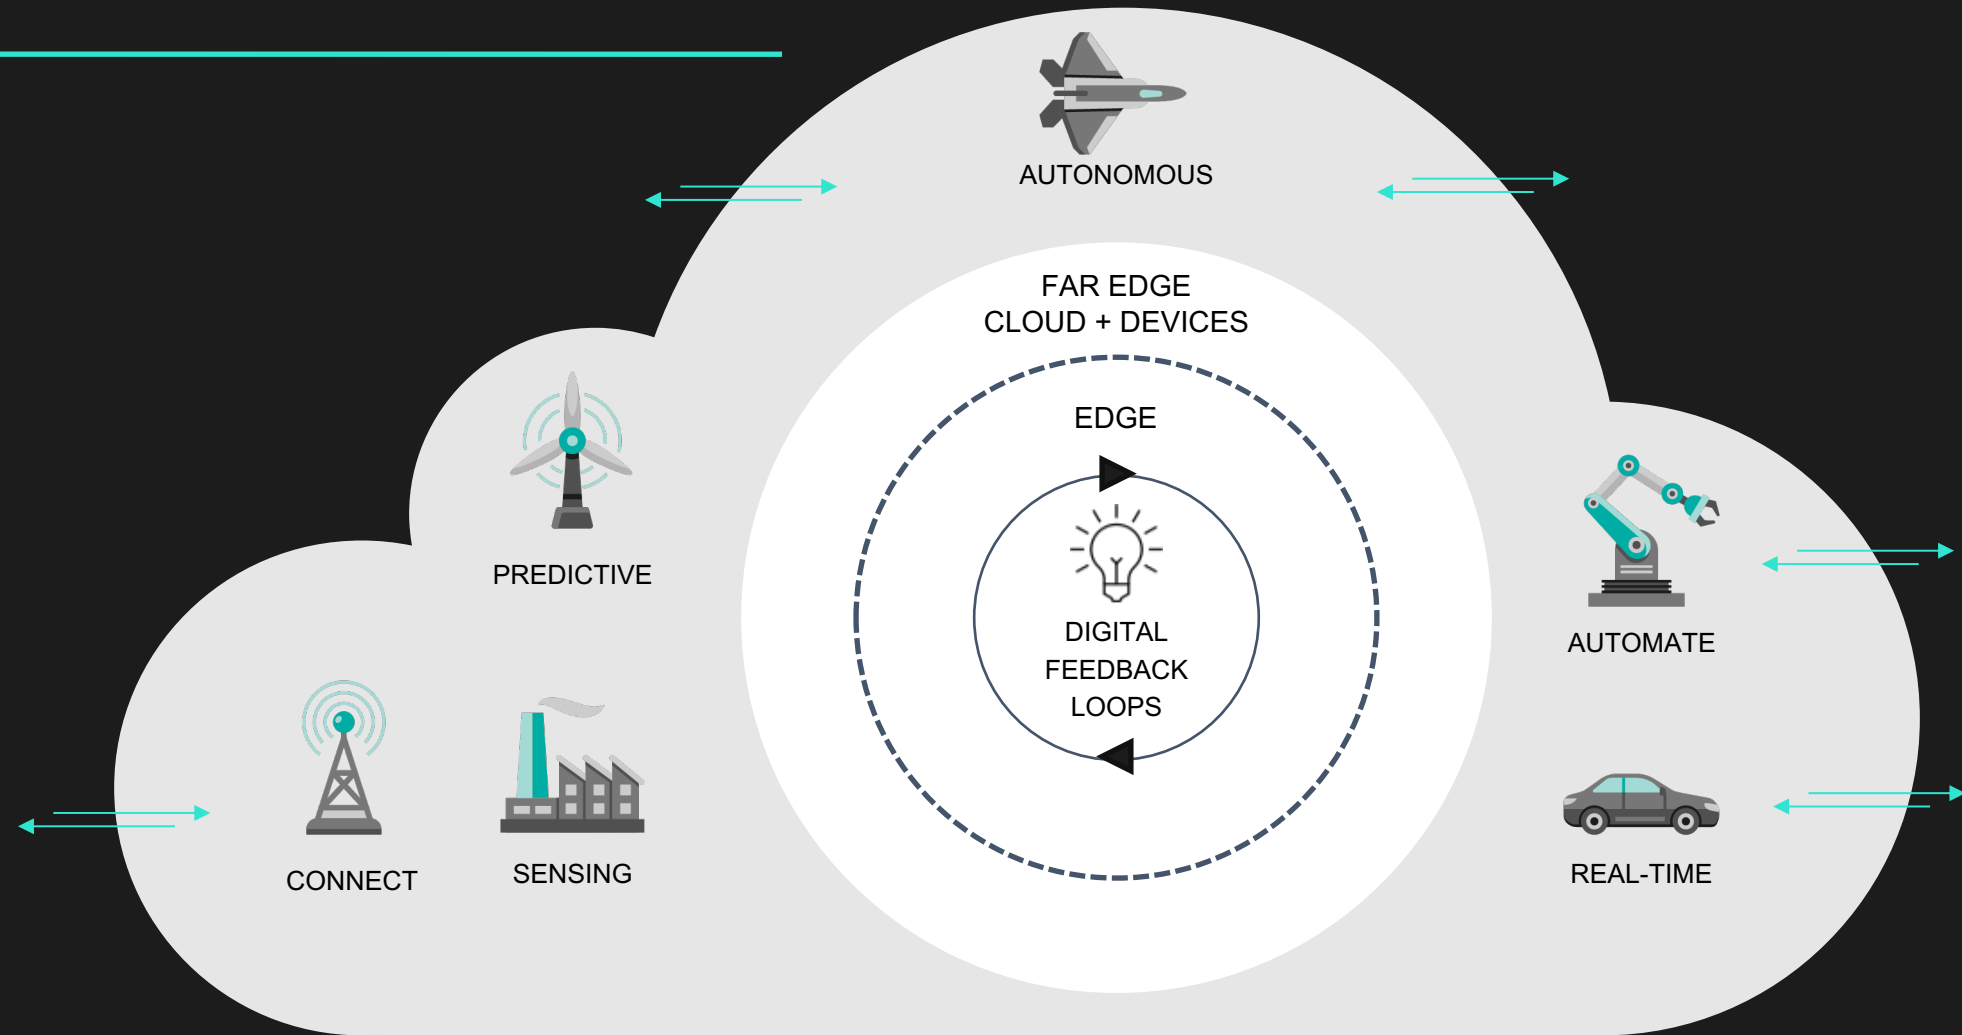 AUTONOMOUS
FAR EDGE
CLOUD + DEVICES
EDGE
DIGITAL
FEEDBACK
LOOPS
PREDICTIVE
AUTOMATE
CONNECT
SENSING
REAL-TIME